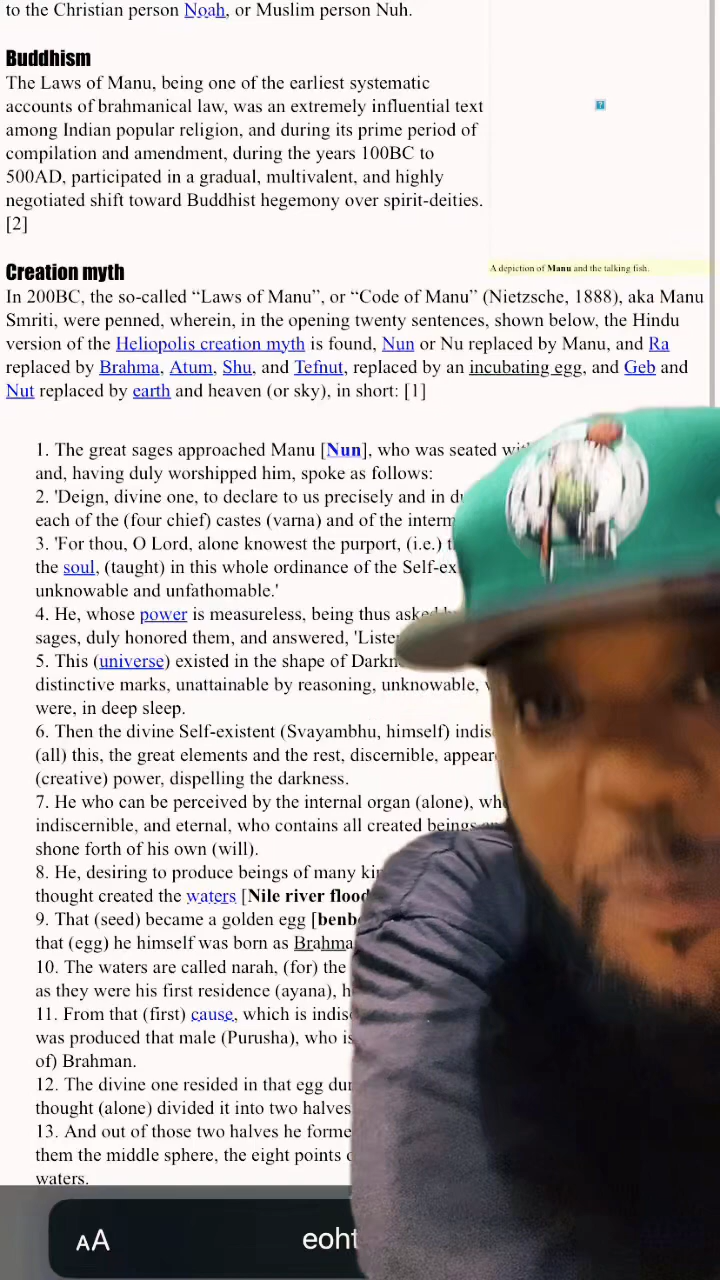 to the Christian person Noah, or Muslim person Nuh.
Buddhism
The Laws of Manu, being one of the earliest systematic
accounts of brahmanical law, was an extremely influential text
among Indian popular religion, and during its prime period of
compilation and amendment, during the years 100BC to
500AD, participated in a gradual, multivalent, and highly
negotiated shift toward Buddhist hegemony over spirit-deities.
[2]
?
A depiction of Manu and the talking fish.
Creation myth
In 200BC, the so-called “Laws of Manu”, or “Code of Manu” (Nietzsche, 1888), aka Manu
Smriti, were penned, wherein, in the opening twenty sentences, shown below, the Hindu
version of the Heliopolis creation myth is found, Nun or Nu replaced by Manu, and Ra
replaced by Brahma, Atum, Shu, and Tefnut, replaced by an incubating egg, and Geb and
Nut replaced by earth and heaven (or sky), in short: [1]
1. The great sages approached Manu [Nun], who was seated
and, having duly worshipped him, spoke as follows:
2. 'Deign, divine one, to declare to us precisely and in
each of the (four chief) castes (varna) and of the
3. 'For thou, O Lord, alone knowest the purport, (i.e.)
the soul, (taught) in this whole ordinance of the
unknowable and unfathomable.'
4. He, whose power is measureless, being thus
sages, duly honored them, and answered,
5. This (universe) existed in the shape of
distinctive marks, unattainable by reasoning, unknowable,
were, in deep sleep.
6. Then the divine Self-existent (Svayambhu, himself)
(all) this, the great elements and the rest, discernible,
(creative) power, dispelling the darkness.
7. He who can be perceived by the internal organ (alone),
indiscernible, and eternal, who contains all created beings
shone forth of his own (will).
8. He, desiring to produce beings of many
thought created the waters [Nile river
9. That (seed) became a golden egg
that (egg) he himself was born as Brahma
10. The waters are called narah, (for) the
as they were his first residence (ayana),
11. From that (first) cause, which is
was produced that male (Purusha), who
of) Brahman.
12. The divine one resided in that egg
thought (alone) divided it into two halves
13. And out of those two halves he
them the middle sphere, the eight points
waters.
AA
eoht